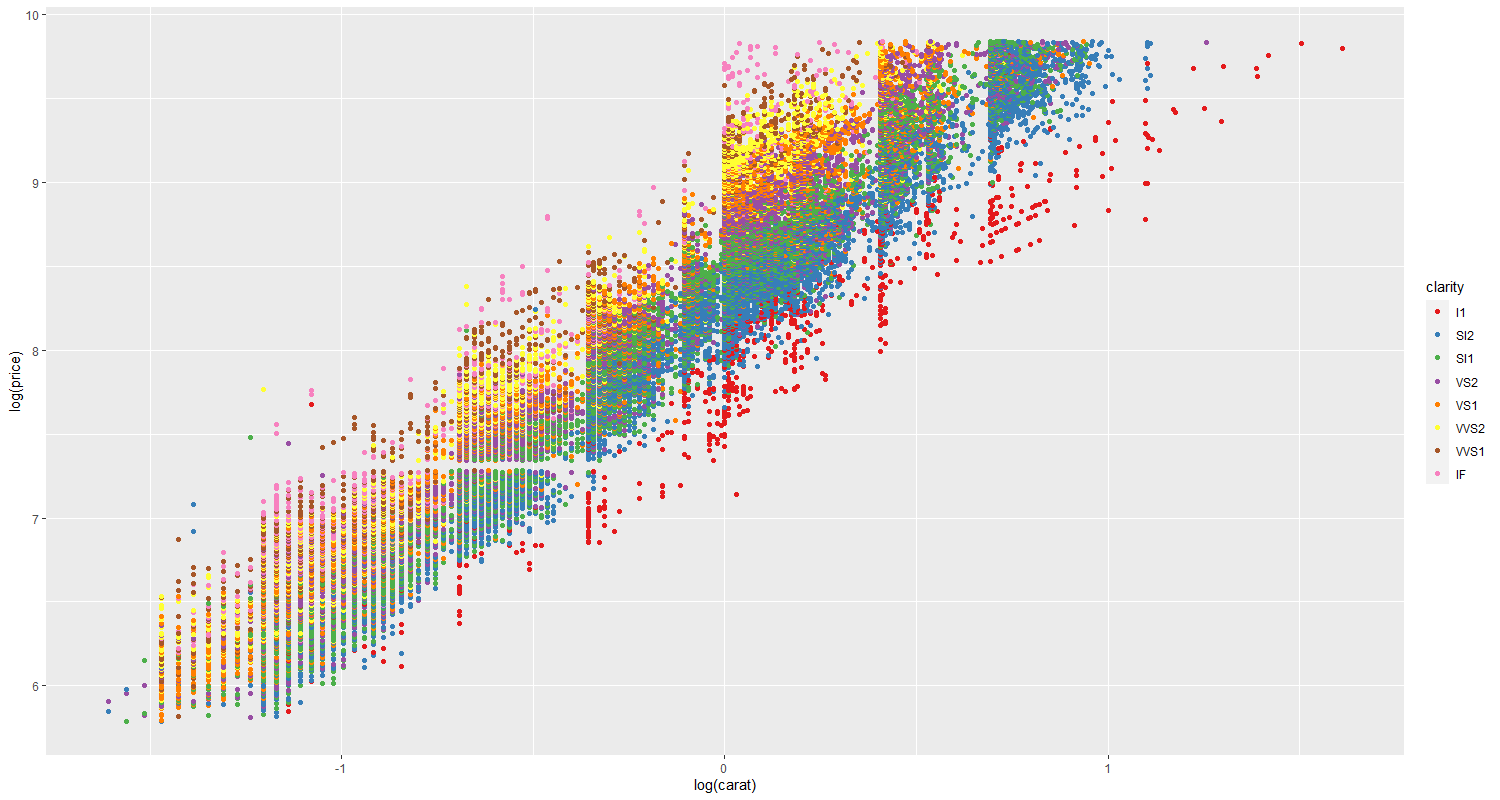 10
9
8
7
6
log(price)
-1
0
1
log(carat)
clarity
I1
SI2
SI1
VS2
VS1
VVS2
VVS1
IF